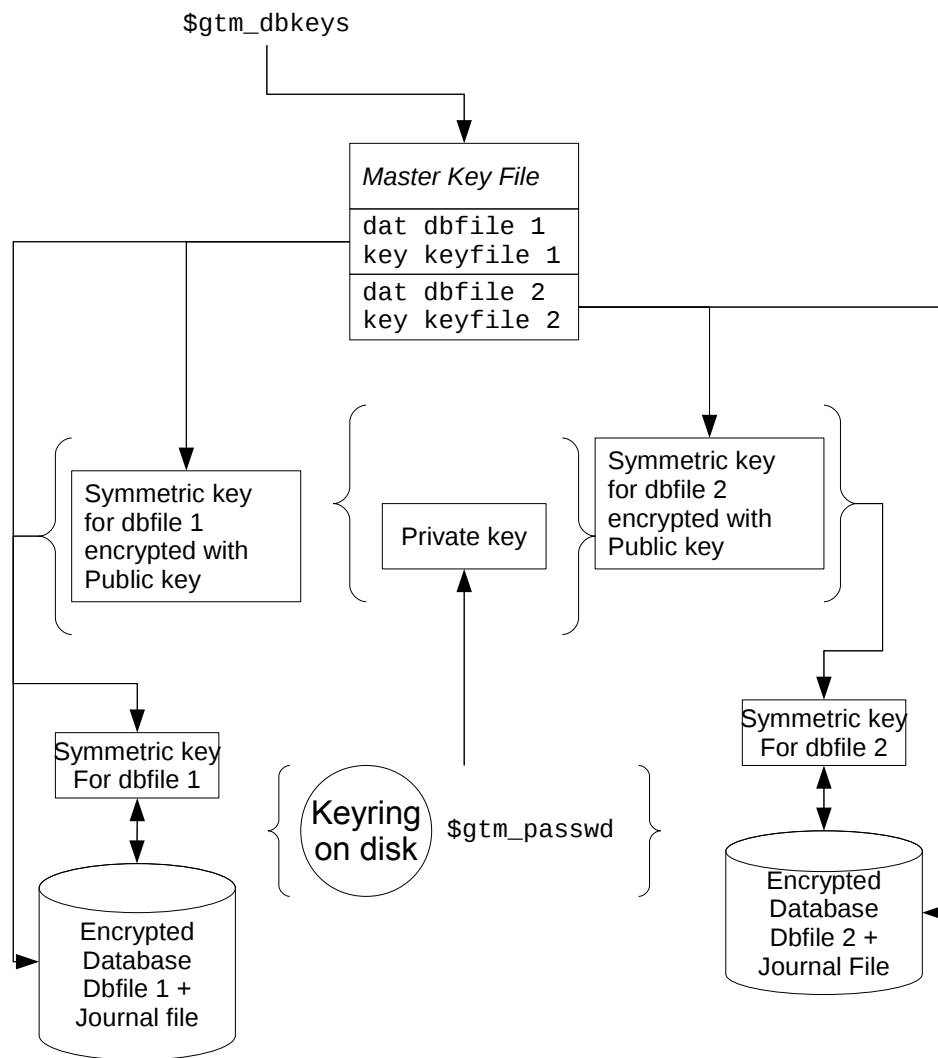 $gtm_dbkeys
Master Key File
dat dbfile 1
key keyfile 1
dat dbfile 2
key keyfile 2
Symmetric key
for dbfile 1
encrypted with
Public key
Private key
Symmetric key
for dbfile 2
encrypted with
Public key
Symmetric key
For dbfile 1
Keyring
on disk
$gtm_passwd
Symmetric key
For dbfile 2
Encrypted
Database
Dbfile 1 +
Journal file
Encrypted
Database
Dbfile 2 +
Journal File